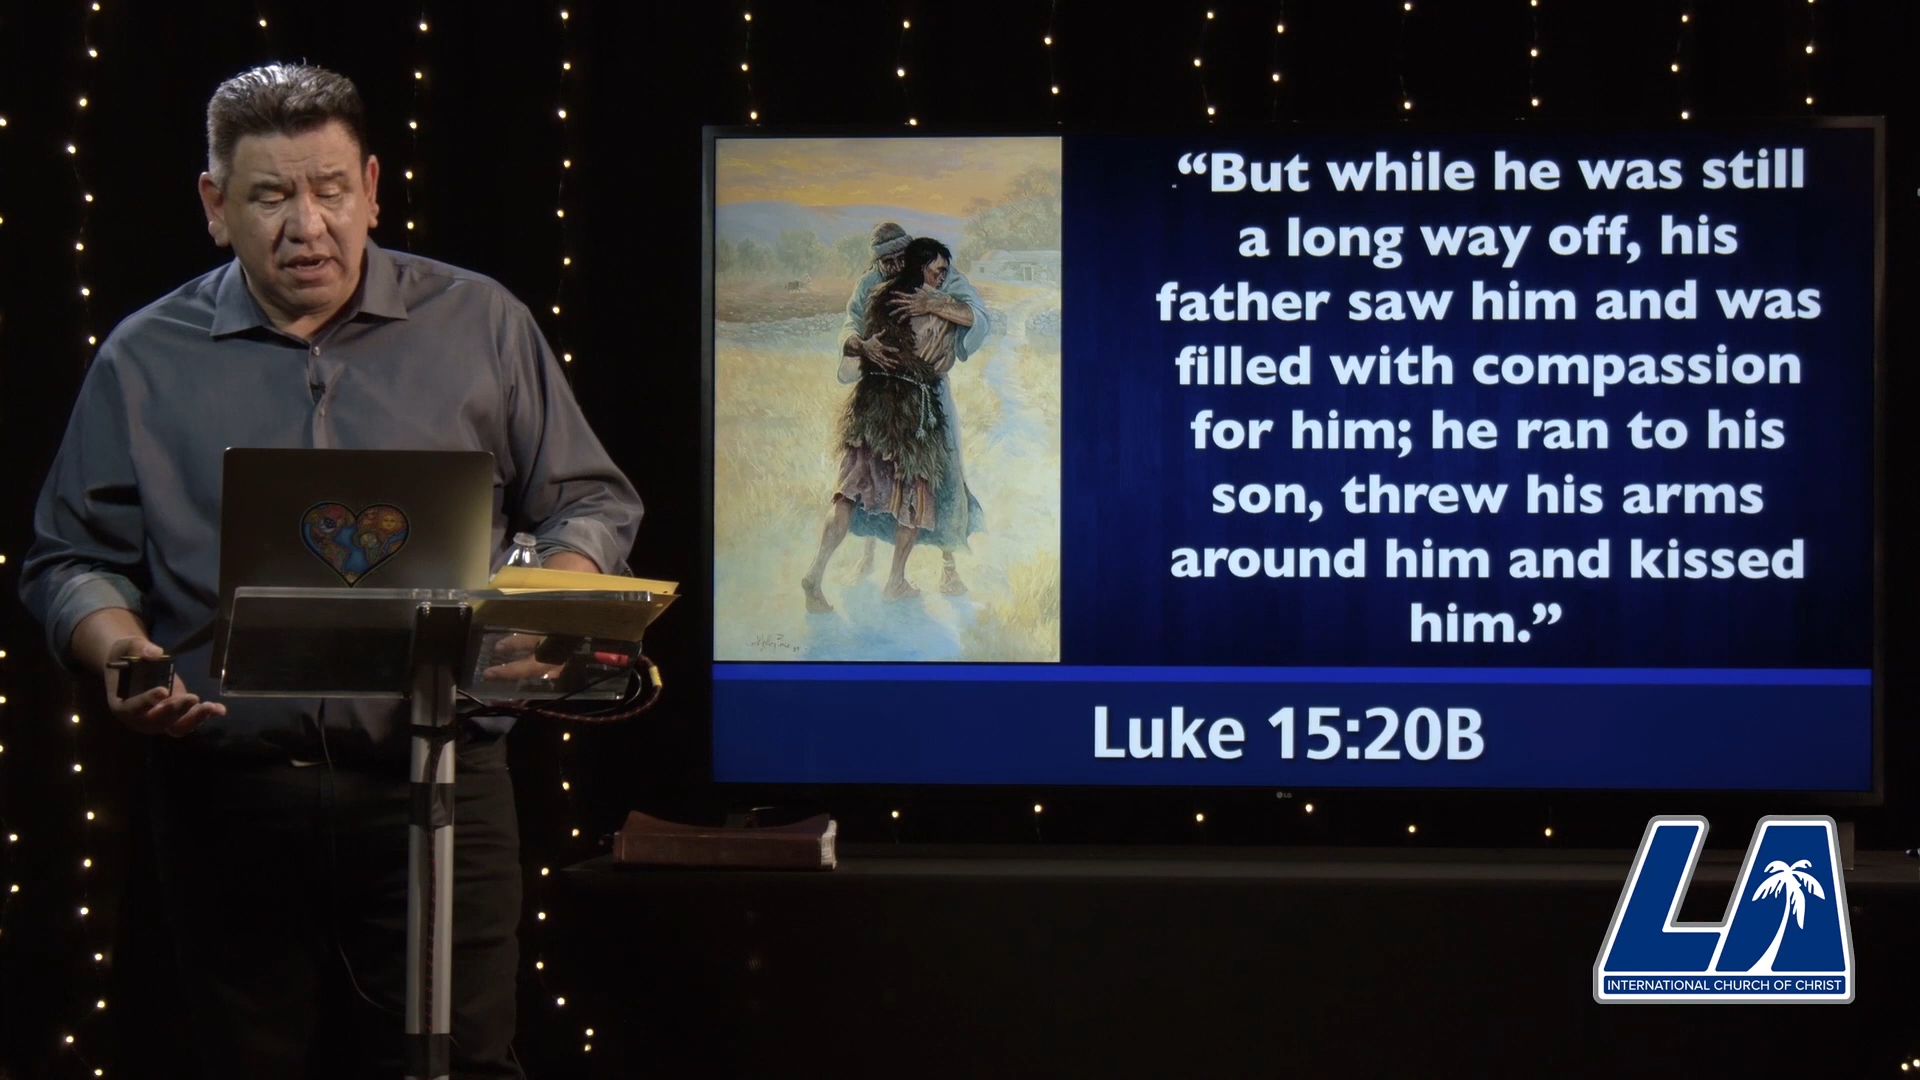 “But while he was still
a long way off, his
father saw him and was
filled with compassion
for him; he ran to his
son, threw his arms
around him and kissed
him.”
Luke 15:20B
LG
LA
INTERNATIONAL CHURCH OF CHRIST